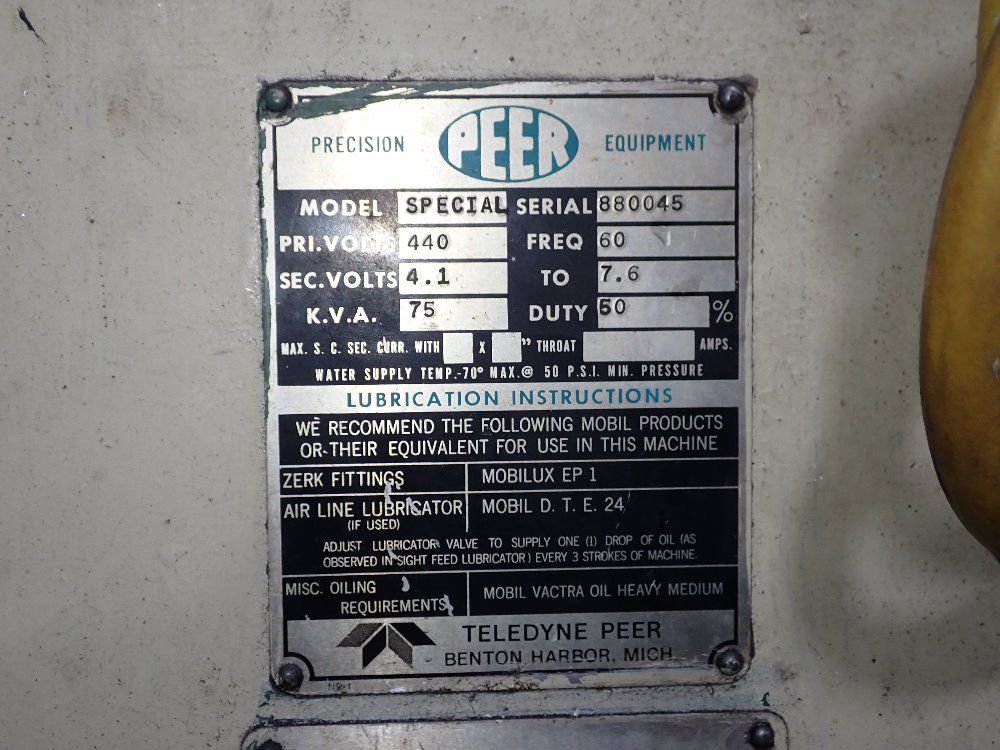 PRECISION PEER EQUIPMENT
MODEL SPECIAL SERIAL 880045
PRI. VOLTS 440 FREQ 60
SEC. VOLTS 4.1 TO 7.6
K.V.A. 75 DUTY 50 %
MAX. S. C. SEC. CURR. WITH X " THROAT AMPS.
WATER SUPPLY TEMP.-70° MAX.@ 50 P.S.I. MIN. PRESSURE
LUBRICATION INSTRUCTIONS
WE RECOMMEND THE FOLLOWING MOBIL PRODUCTS
OR THEIR EQUIVALENT FOR USE IN THIS MACHINE
ZERK FITTINGS MOBILUX EP 1
AIR LINE LUBRICATOR MOBIL D. T. E. 24
(IF USED)
ADJUST LUBRICATOR VALVE TO SUPPLY ONE (1) DROP OF OIL (AS
OBSERVED IN SIGHT FEED LUBRICATOR) EVERY 3 STROKES OF MACHINE.
MISC. OILING
REQUIREMENTS MOBIL VACTRA OIL HEAVY MEDIUM
TELEDYNE PEER
BENTON HARBOR, MICH